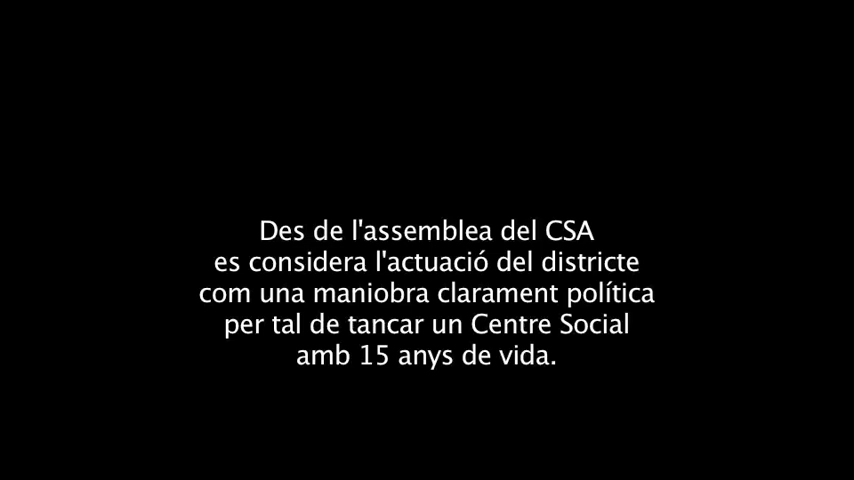 Des de l'assemblea del CSA
es considera l'actuació del districte
com una maniobra clarament política
per tal de tancar un Centre Social
amb 15 anys de vida.